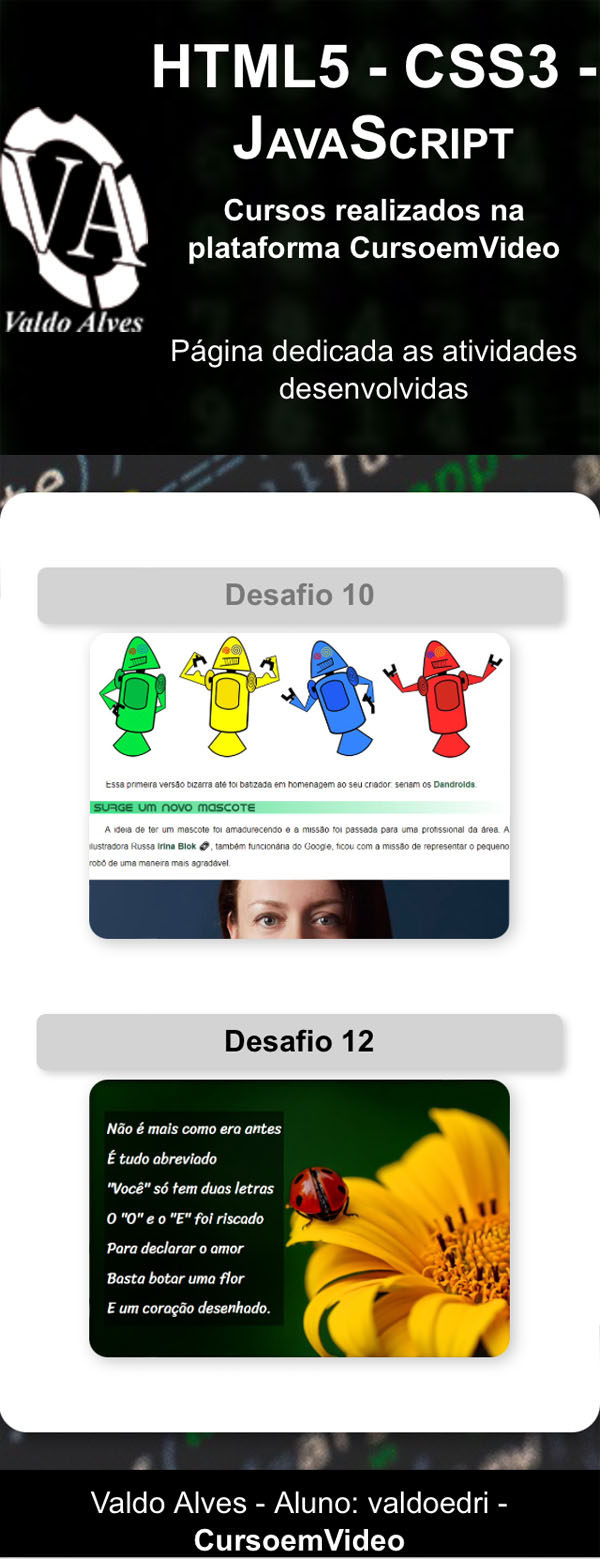 HTML5 - CSS3 -
JavaScript
VA
Valdo Alves
Cursos realizados na
plataforma CursoemVideo
Página dedicada as atividades
desenvolvidas
Desafio 10
Essa primeira versão bizarra até foi batizada em homenagem ao seu criador: seriam os Dandroids.
SURGE UM NOVO MASCOTE
A ideia de ter um mascote foi amadurecendo e a missão foi passada para uma profissional da área. A
ilustradora Russa Irina Blok, também funcionária do Google, ficou com a missão de representar o pequeno
robô de uma maneira mais agradável.
Desafio 12
Não é mais como era antes
É tudo abreviado
"Você" só tem duas letras
O "O" e o "E" foi riscado
Para declarar o amor
Basta botar uma flor
E um coração desenhado.
Valdo Alves - Aluno: valdoedri -
CursoemVideo